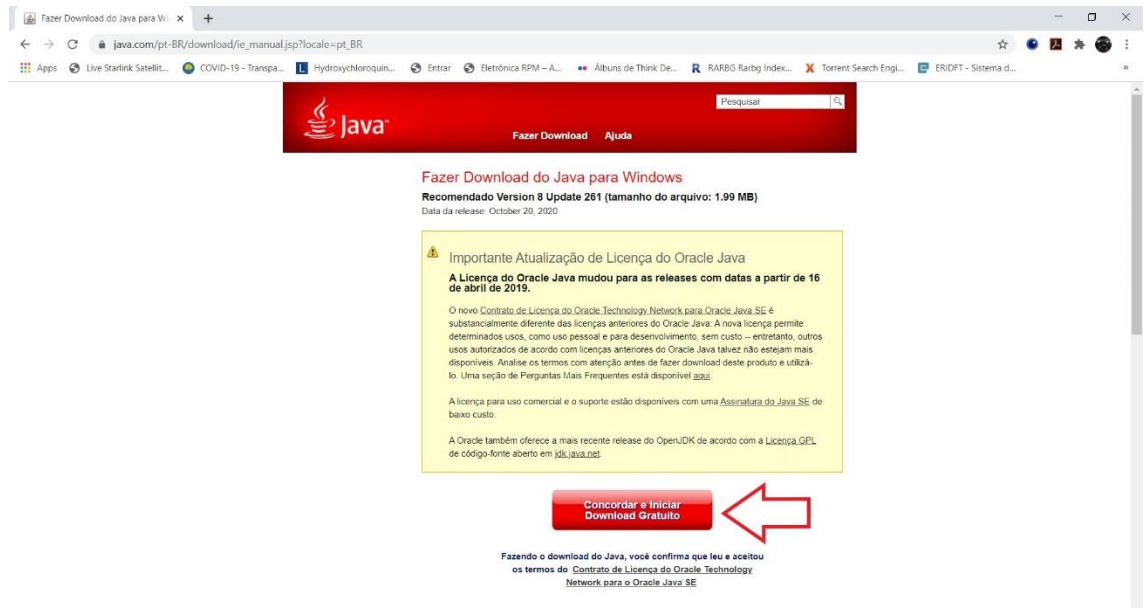 Fazer Download do Java para Wi
java.com/pt-BR/download/ie_manual.jsp?locale=pt_BR
Apps Live Starlink Satellit... COVID-19 - Transpa... Hydroxychloroquin... Entrar Eletrônica RPM – A... Álbuns de Think De... RARBG Rarbg Index... Torrent Search Engi... ERIDFT - Sistema d...
Pesquisar
Java
Fazer Download Ajuda
Fazer Download do Java para Windows
Recomendado Version 8 Update 261 (tamanho do arquivo: 1.99 MB)
Data da release: October 20, 2020
Importante Atualização de Licença do Oracle Java
A Licença do Oracle Java mudou para as releases com datas a partir de 16
de abril de 2019.
O novo Contrato de Licença do Oracle Technology Network para Oracle Java SE é
substancialmente diferente das licenças anteriores do Oracle Java. A nova licença permite
determinados usos, como uso pessoal e para desenvolvimento, sem custo -- entretanto, outros
usos autorizados de acordo com licenças anteriores do Oracle Java talvez não estejam mais
disponíveis. Analise os termos com atenção antes de fazer download deste produto e utilizá-
lo. Uma seção de Perguntas Mais Frequentes está disponível aqui.
A licença para uso comercial e o suporte estão disponíveis com uma Assinatura do Java SE de
baixo custo.
A Oracle também oferece a mais recente release do OpenJDK de acordo com a Licença GPL
de código-fonte aberto em jdk.java.net.
Concordar e Iniciar
Download Gratuito
Fazendo o download do Java, você confirma que leu e aceitou
os termos do Contrato de Licença do Oracle Technology
Network para o Oracle Java SE